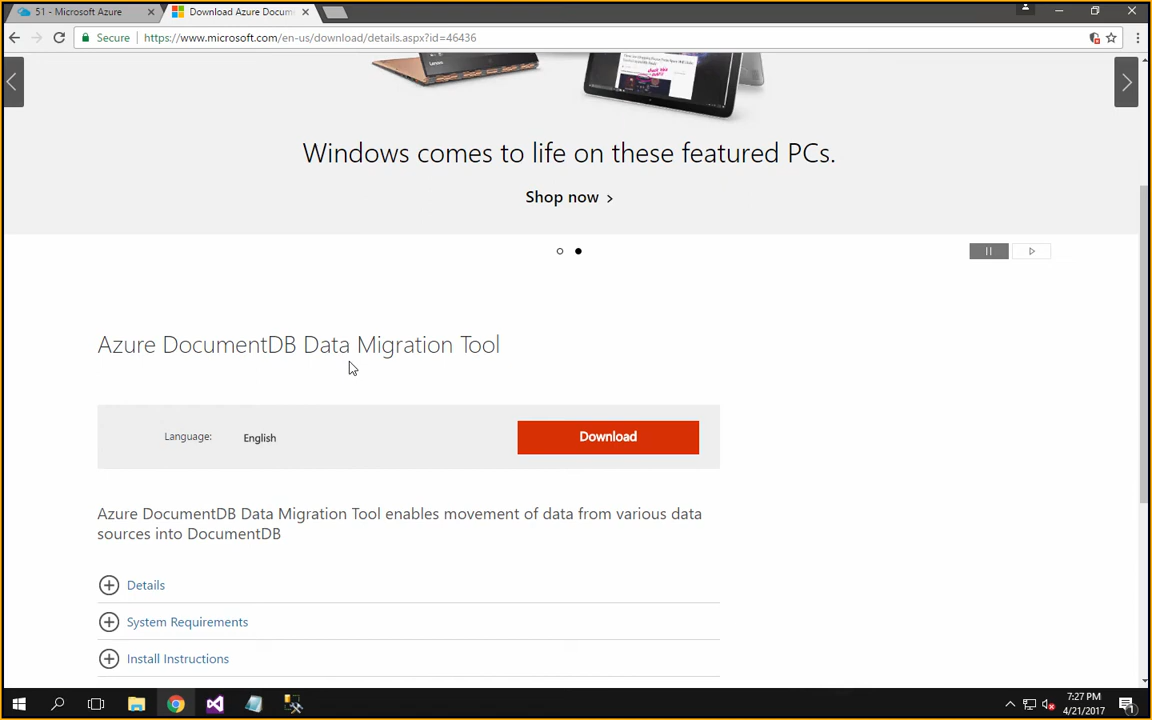 51 - Microsoft Azure
Download Azure Docum
Secure
https://www.microsoft.com/en-us/download/details.aspx?id=46436
Lenovo
Windows comes to life on these featured PCs.
Shop now >
Azure DocumentDB Data Migration Tool
Language:
English
Download
Azure DocumentDB Data Migration Tool enables movement of data from various data
sources into DocumentDB
Details
System Requirements
Install Instructions
7:27 PM
4/21/2017
1